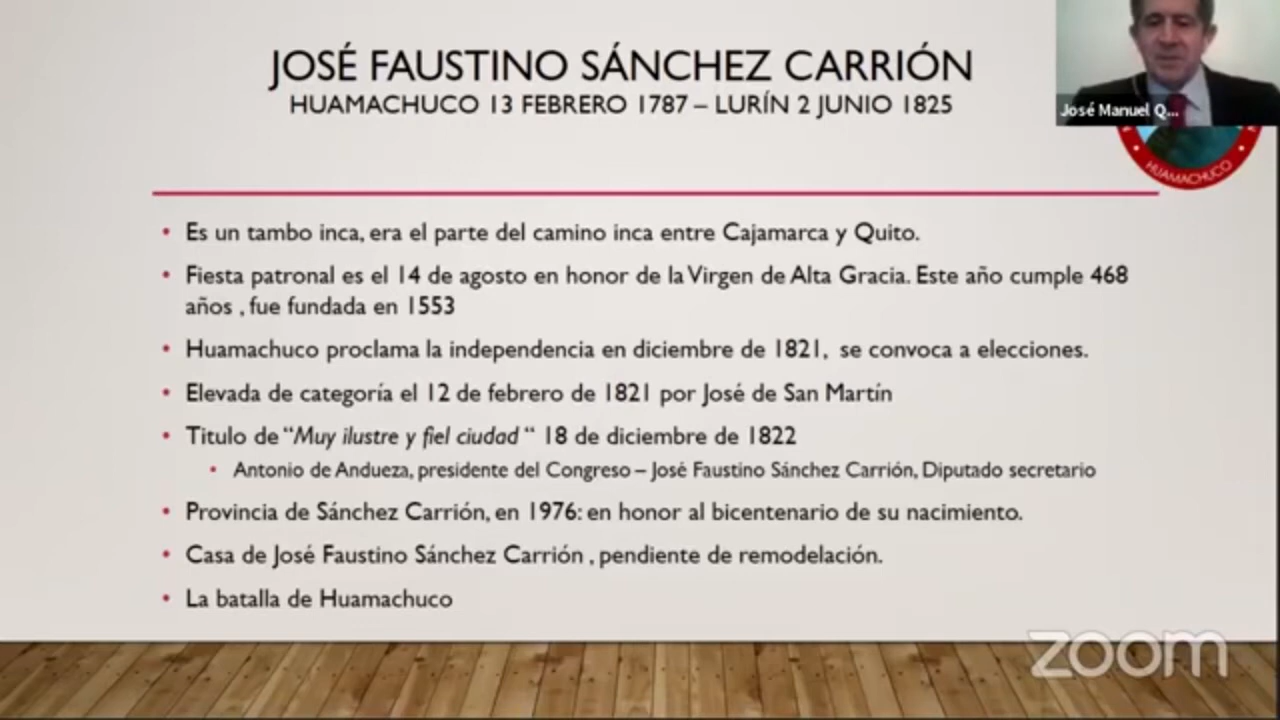 JOSÉ FAUSTINO SÁNCHEZ CARRIÓN
HUAMACHUCO 13 FEBRERO 1787 – LURÍN 2 JUNIO 1825
José Manuel Q...
HUAMACHUCO
• Es un tambo inca, era el parte del camino inca entre Cajamarca y Quito.
• Fiesta patronal es el 14 de agosto en honor de la Virgen de Alta Gracia. Este año cumple 468
años , fue fundada en 1553
• Huamachuco proclama la independencia en diciembre de 1821, se convoca a elecciones.
• Elevada de categoría el 12 de febrero de 1821 por José de San Martín
• Titulo de “Muy ilustre y fiel ciudad “ 18 de diciembre de 1822
• Antonio de Andueza, presidente del Congreso – José Faustino Sánchez Carrión, Diputado secretario
• Provincia de Sánchez Carrión, en 1976: en honor al bicentenario de su nacimiento.
• Casa de José Faustino Sánchez Carrión , pendiente de remodelación.
• La batalla de Huamachuco
zoom